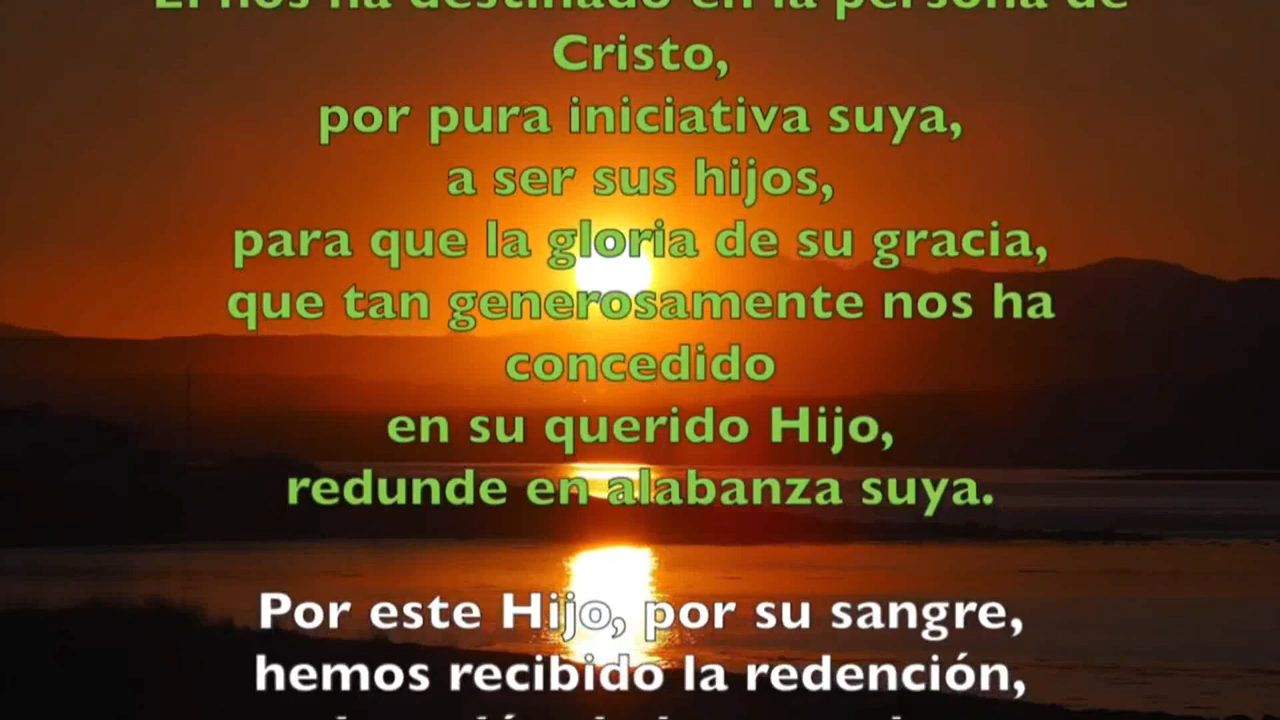 Él nos ha destinado en la persona de
Cristo,
por pura iniciativa suya,
a ser sus hijos,
para que la gloria de su gracia,
que tan generosamente nos ha
concedido
en su querido Hijo,
redunde en alabanza suya.
Por este Hijo, por su sangre,
hemos recibido la redención,